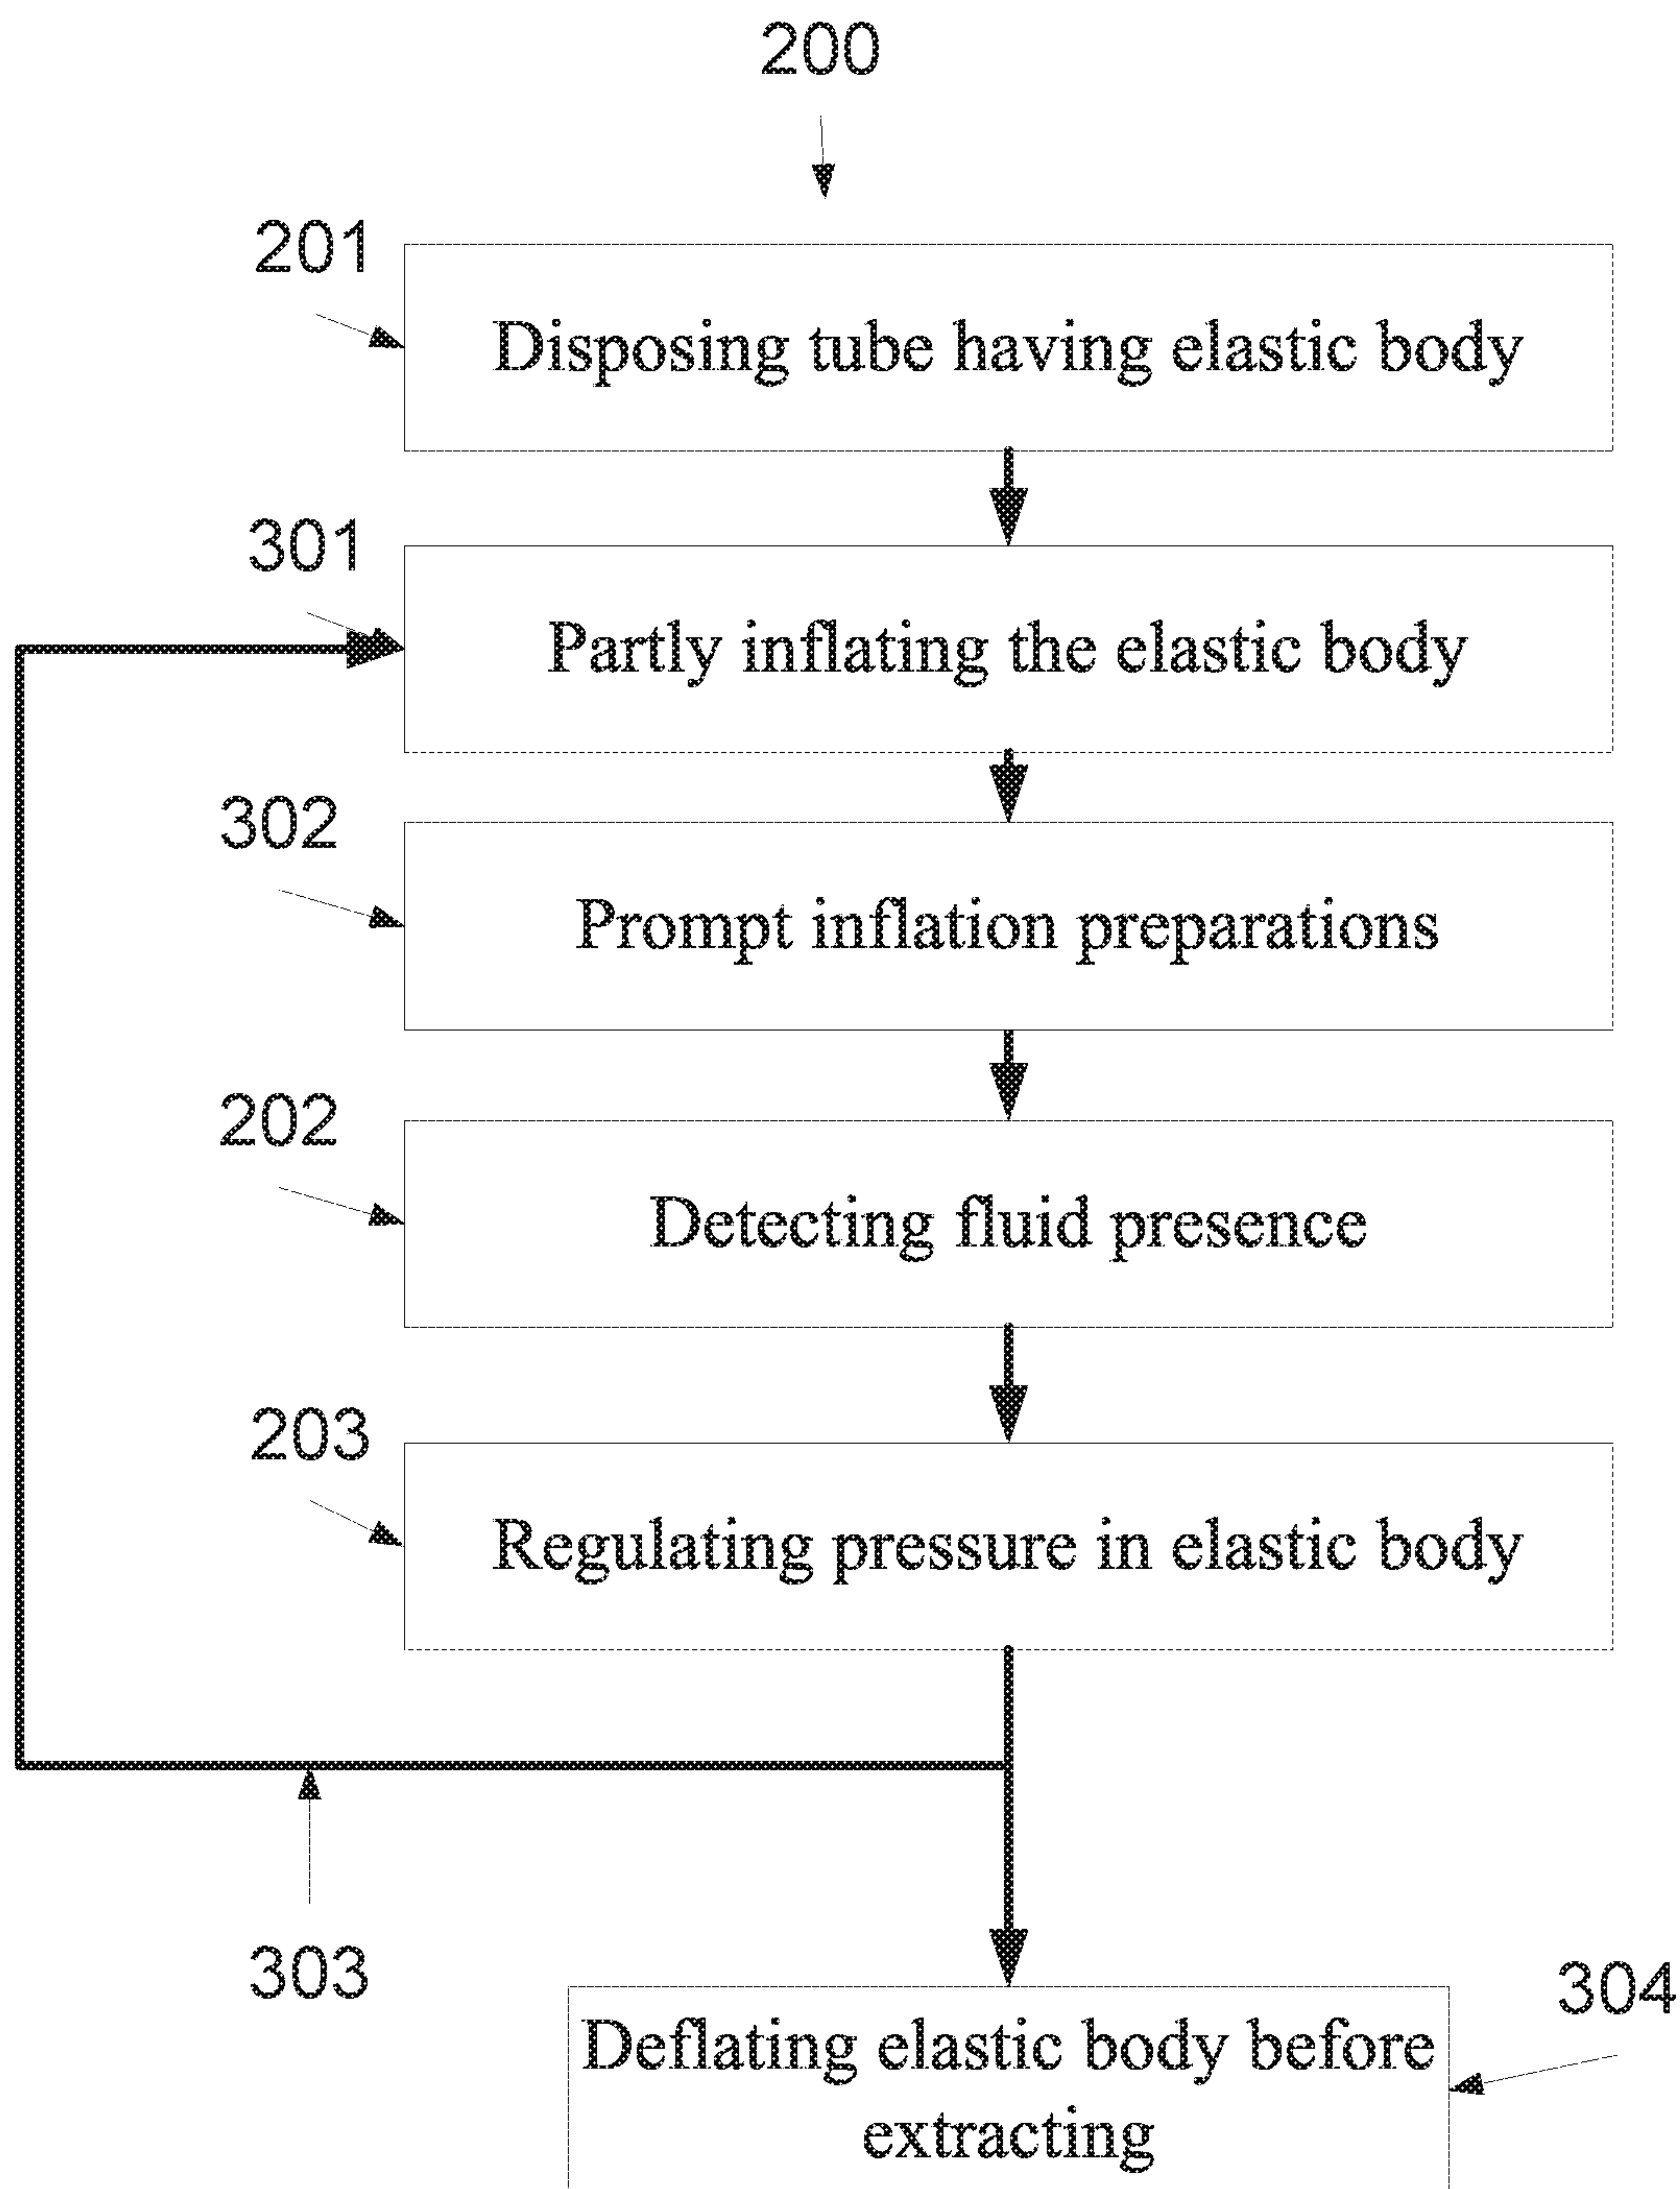 200
201
Disposing tube having elastic body
301
Partly inflating the elastic body
302
Prompt inflation preparations
202
Detecting fluid presence
203
Regulating pressure in elastic body
303
304
Deflating elastic body before
extracting